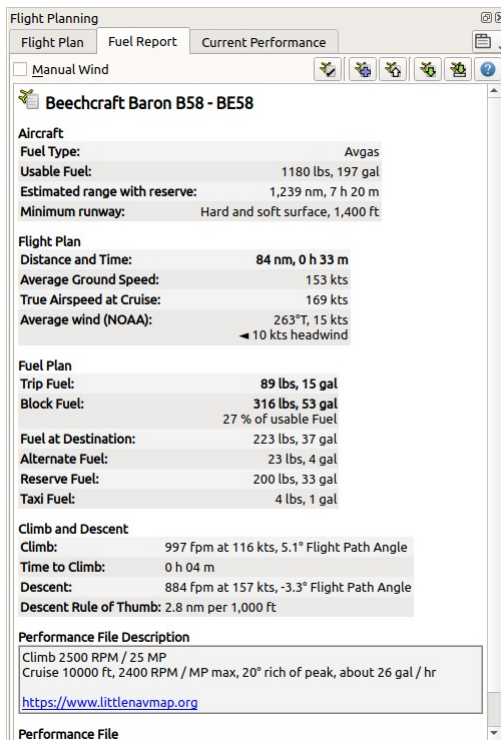 Flight Planning
Flight Plan Fuel Report Current Performance
Manual Wind
Beechcraft Baron B58 - BE58
Aircraft
Fuel Type: Avgas
Usable Fuel: 1180 lbs, 197 gal
Estimated range with reserve: 1,239 nm, 7 h 20 m
Minimum runway: Hard and soft surface, 1,400 ft
Flight Plan
Distance and Time: 84 nm, 0 h 33 m
Average Ground Speed: 153 kts
True Airspeed at Cruise: 169 kts
Average wind (NOAA): 263°T, 15 kts
◄ 10 kts headwind
Fuel Plan
Trip Fuel: 89 lbs, 15 gal
Block Fuel: 316 lbs, 53 gal
27 % of usable Fuel
Fuel at Destination: 223 lbs, 37 gal
Alternate Fuel: 23 lbs, 4 gal
Reserve Fuel: 200 lbs, 33 gal
Taxi Fuel: 4 lbs, 1 gal
Climb and Descent
Climb: 997 fpm at 116 kts, 5.1° Flight Path Angle
Time to Climb: 0 h 04 m
Descent: 884 fpm at 157 kts, -3.3° Flight Path Angle
Descent Rule of Thumb: 2.8 nm per 1,000 ft
Performance File Description
Climb 2500 RPM / 25 MP
Cruise 10000 ft, 2400 RPM / MP max, 20° rich of peak, about 26 gal / hr
https://www.littlenavmap.org
Performance File